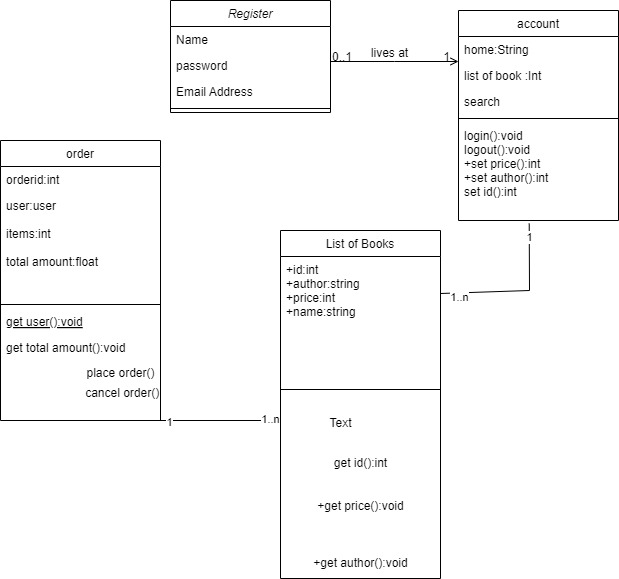 Register
Name
password
Email Address
0..1
lives at
1
account
home:String
list of book :Int
search
login():void
logout():void
+set price():int
+set author():int
set id():int
1
1..n
order
orderid:int
user:user
items:int
total amount:float
get user():void
get total amount():void
place order()
cancel order()
1
1..n
List of Books
+id:int
+author:string
+price:int
+name:string
Text
get id():int
+get price():void
+get author():void